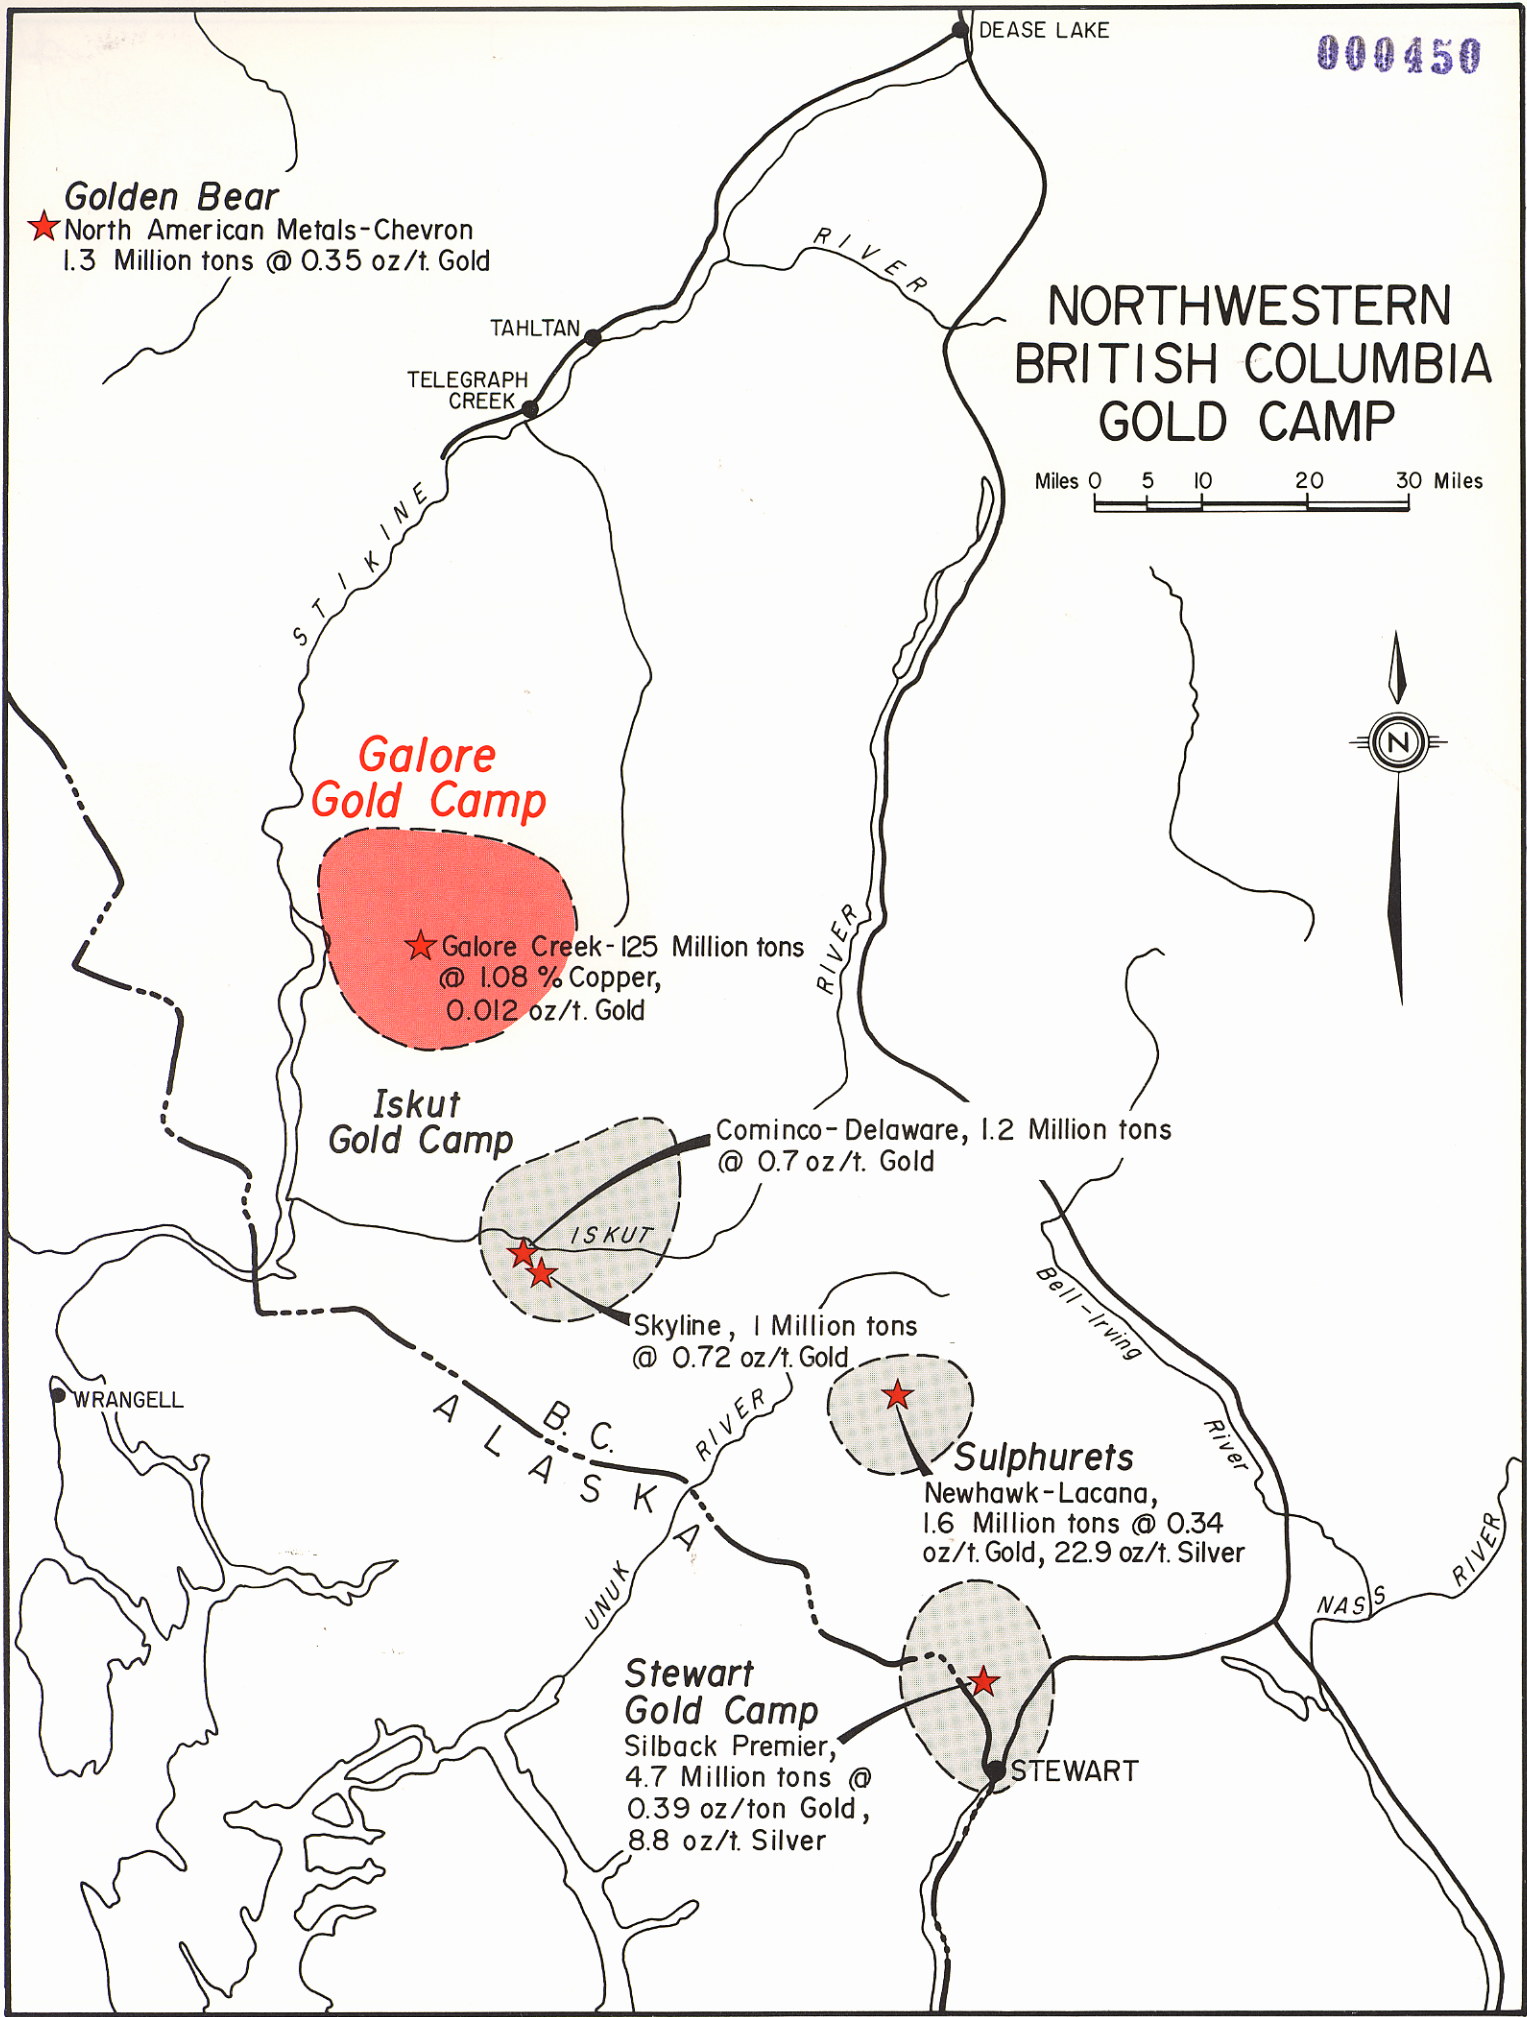 DEASE LAKE
000450
Golden Bear
North American Metals-Chevron
1.3 Million tons @ 0.35 oz/t. Gold
RIVER
NORTHWESTERN
BRITISH COLUMBIA
GOLD CAMP
TAHLTAN
TELEGRAPH
CREEK
Miles 0 5 10 20 30 Miles
STIKINE
N
Galore
Gold Camp
RIVER
Galore Creek-125 Million tons
@ 1.08 % Copper,
0.012 oz/t. Gold
Iskut
Gold Camp
Cominco-Delaware, 1.2 Million tons
@ 0.7 oz/t. Gold
ISKUT
Bell-Irving
River
Skyline, 1 Million tons
@ 0.72 oz/t. Gold
WRANGELL
B. C.
ALASKA
RIVER
Sulphurets
Newhawk-Lacana,
1.6 Million tons @ 0.34
oz/t. Gold, 22.9 oz/t. Silver
UNUK
NASS
RIVER
Stewart
Gold Camp
Silback Premier,
4.7 Million tons @
0.39 oz/ton Gold,
8.8 oz/t. Silver
STEWART